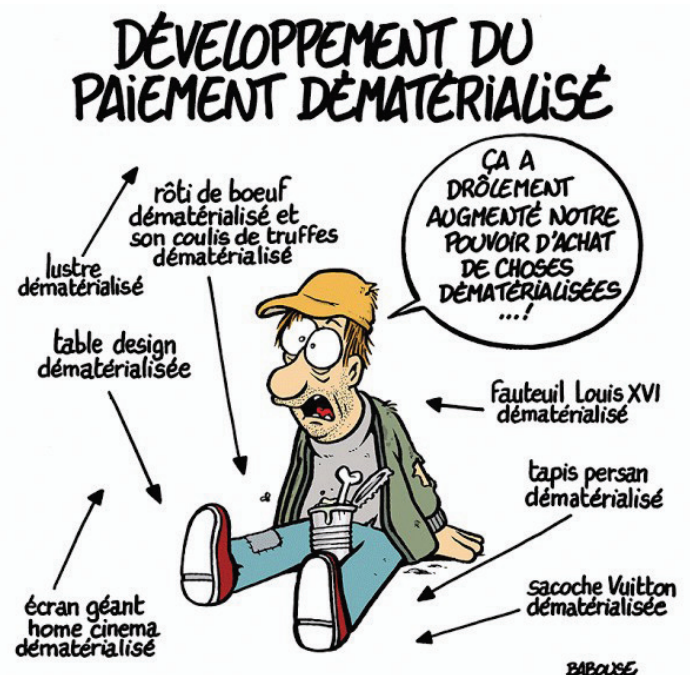 DÉVELOPPEMENT DU
PAIEMENT DÉMATÉRIALISÉ
ÇA A
DRÔLEMENT
AUGMENTÉ NOTRE
POUVOIR D'ACHAT
DE CHOSES
DÉMATÉRIALISÉES
...!
rôti de boeuf
dématérialisé et
son coulis de truffes
dématérialisé
lustre
dématérialisé
table design
dématérialisée
fauteuil Louis XVI
dématérialisé
tapis persan
dématérialisé
sacoche Vuitton
dématérialisée
écran géant
home cinema
dématérialisé
BABOUSE